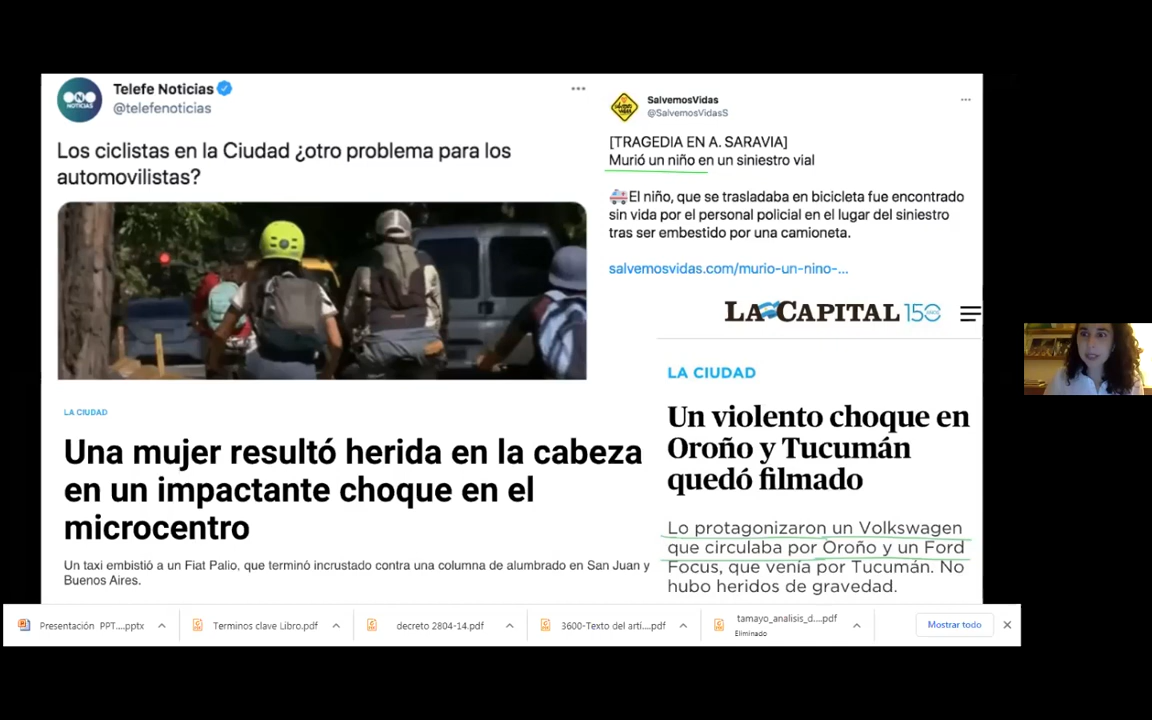 Telefe Noticias
@telefenoticias
Los ciclistas en la Ciudad ¿otro problema para los
automovilistas?
LA CIUDAD
Una mujer resultó herida en la cabeza
en un impactante choque en el
microcentro
Un taxi embistió a un Fiat Palio, que terminó incrustado contra una columna de alumbrado en San Juan y
Buenos Aires.
SalvemosVidas
@SalvemosVidasS
[TRAGEDIA EN A. SARAVIA]
Murió un niño en un siniestro vial
El niño, que se trasladaba en bicicleta fue encontrado
sin vida por el personal policial en el lugar del siniestro
tras ser embestido por una camioneta.
salvemosvidas.com/murio-un-nino-...
LA CAPITAL 150
LA CIUDAD
Un violento choque en
Oroño y Tucumán
quedó filmado
Lo protagonizaron un Volkswagen
que circulaba por Oroño y un Ford
Focus, que venía por Tucumán. No
hubo heridos de gravedad.
Presentación PPT....pptx
Terminos clave Libro.pdf
decreto 2804-14.pdf
3600-Texto del artí....pdf
tamayo_analisis_d....pdf
Eliminado
Mostrar todo